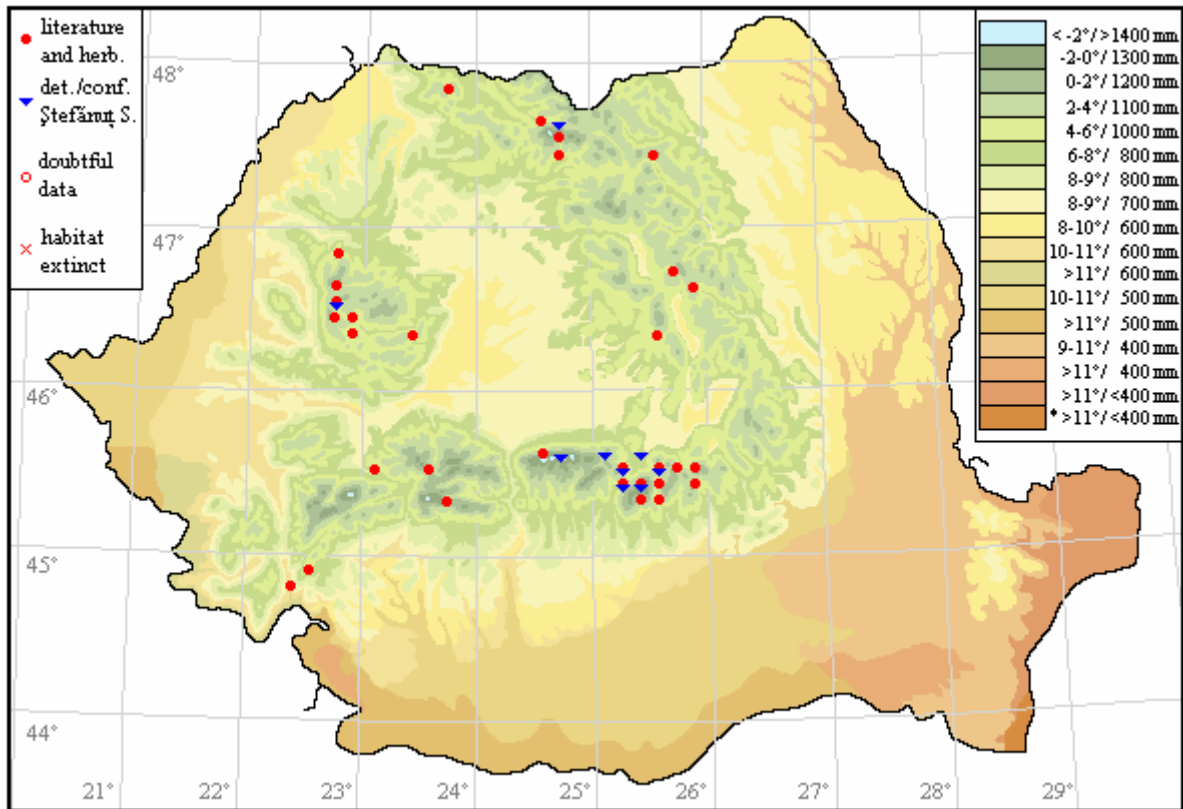 literature
and herb.
det./conf.
Ştefănuţ S.
doubtful
data
habitat
extinct
< -2°/>1400 mm
-2-0°/1300 mm
0-2°/1200 mm
2-4°/1100 mm
4-6°/1000 mm
6-8°/ 800 mm
8-9°/ 800 mm
8-9°/ 700 mm
8-10°/ 600 mm
10-11°/ 600 mm
>11°/ 600 mm
10-11°/ 500 mm
>11°/ 500 mm
9-11°/ 400 mm
>11°/ 400 mm
>11°/<400 mm
* >11°/<400 mm
48°
47°
46°
45°
44°
21° 22° 23° 24° 25° 26° 27° 28° 29°